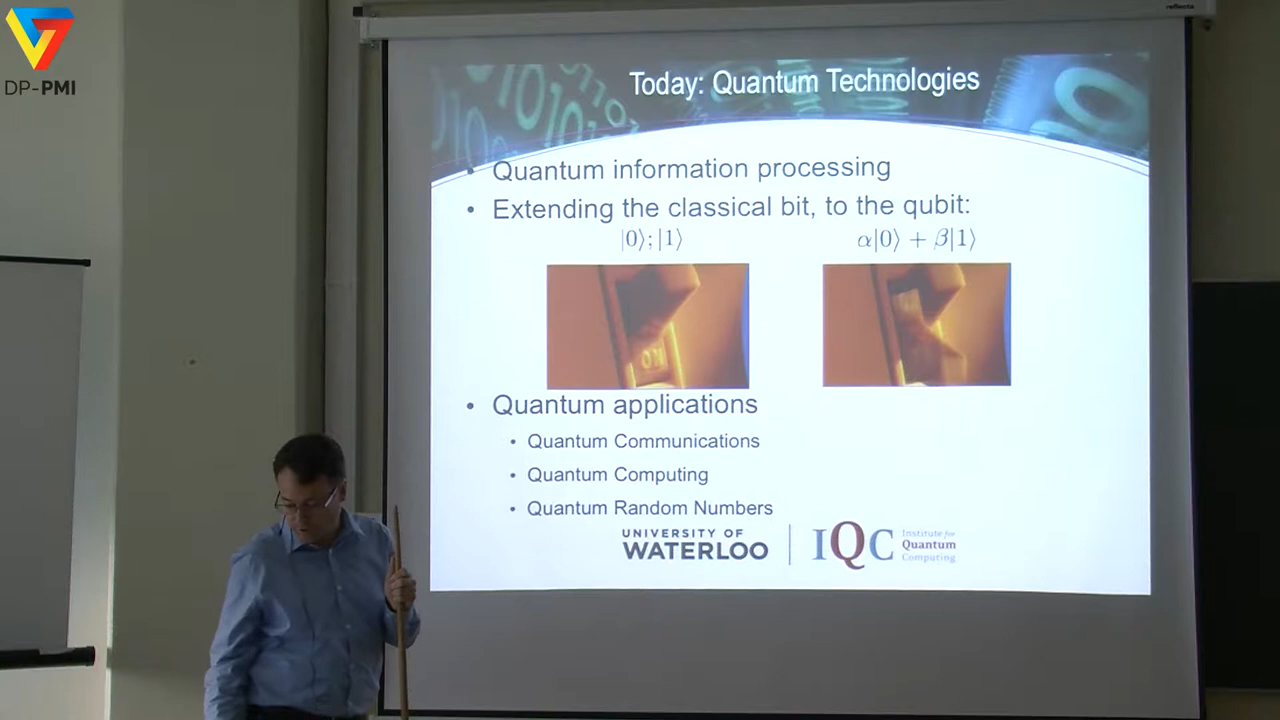 DP-PMI
reflecta
Today: Quantum Technologies
• Quantum information processing
• Extending the classical bit, to the qubit:
|0⟩;|1⟩
α|0⟩ + β|1⟩
ON
• Quantum applications
• Quantum Communications
• Quantum Computing
• Quantum Random Numbers
UNIVERSITY OF
WATERLOO
IQC
Institute for
Quantum
Computing